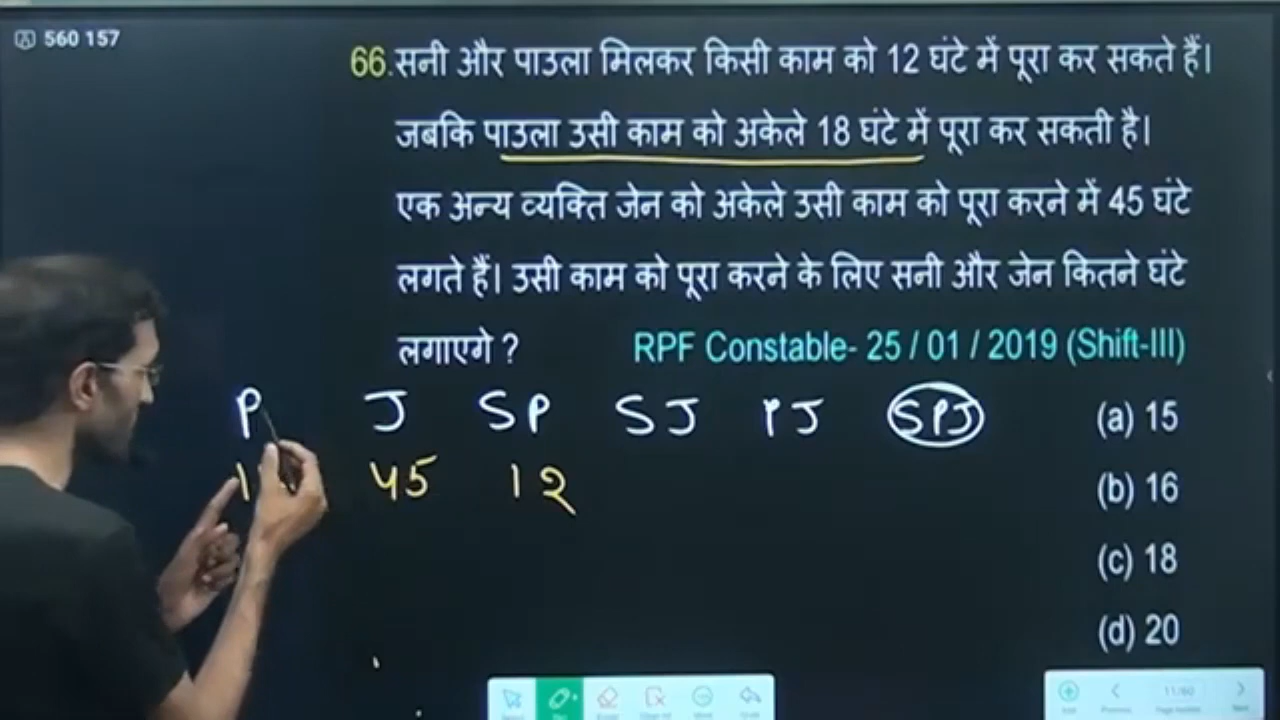 560 157
66.सनी और पाउला मिलकर किसी काम को 12 घंटे में पूरा कर सकते हैं।
जबकि पाउला उसी काम को अकेले 18 घंटे में पूरा कर सकती है।
एक अन्य व्यक्ति जेन को अकेले उसी काम को पूरा करने में 45 घंटे
लगते हैं। उसी काम को पूरा करने के लिए सनी और जेन कितने घंटे
लगाएगे ? RPF Constable- 25 / 01 / 2019 (Shift-III)
P J SP SJ PJ SPJ (a) 15
1 45 12 (b) 16
(c) 18
(d) 20
11/60